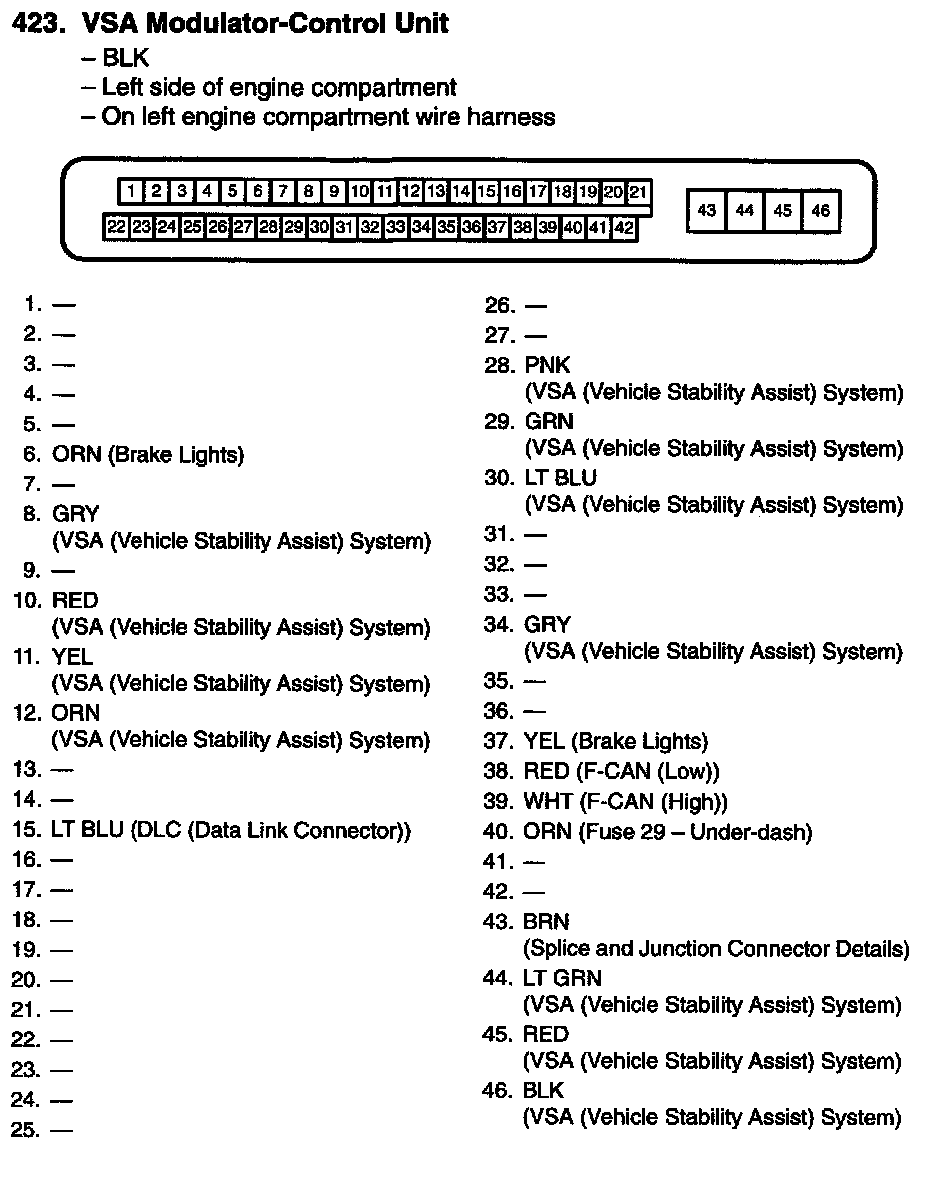 423. VSA Modulator-Control Unit
– BLK
– Left side of engine compartment
– On left engine compartment wire harness
1 2 3 4 5 6 7 8 9 10 11 12 13 14 15 16 17 18 19 20 21
43 44 45 46
22 23 24 25 26 27 28 29 30 31 32 33 34 35 36 37 38 39 40 41 42
1. —
2. —
3. —
4. —
5. —
6. ORN (Brake Lights)
7. —
8. GRY
(VSA (Vehicle Stability Assist) System)
9. —
10. RED
(VSA (Vehicle Stability Assist) System)
11. YEL
(VSA (Vehicle Stability Assist) System)
12. ORN
(VSA (Vehicle Stability Assist) System)
13. —
14. —
15. LT BLU (DLC (Data Link Connector))
16. —
17. —
18. —
19. —
20. —
21. —
22. —
23. —
24. —
25. —
26. —
27. —
28. PNK
(VSA (Vehicle Stability Assist) System)
29. GRN
(VSA (Vehicle Stability Assist) System)
30. LT BLU
(VSA (Vehicle Stability Assist) System)
31. —
32. —
33. —
34. GRY
(VSA (Vehicle Stability Assist) System)
35. —
36. —
37. YEL (Brake Lights)
38. RED (F-CAN (Low))
39. WHT (F-CAN (High))
40. ORN (Fuse 29 – Under-dash)
41. —
42. —
43. BRN
(Splice and Junction Connector Details)
44. LT GRN
(VSA (Vehicle Stability Assist) System)
45. RED
(VSA (Vehicle Stability Assist) System)
46. BLK
(VSA (Vehicle Stability Assist) System)